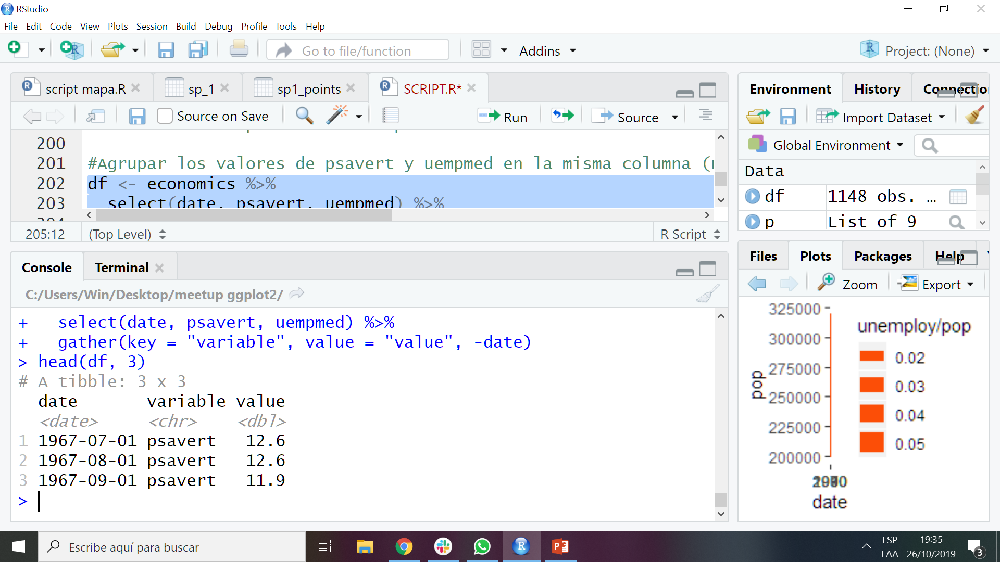 RStudio
File Edit Code View Plots Session Build Debug Profile Tools Help
Go to file/function
Addins
Project: (None)
script mapa.R
sp_1
sp1_points
SCRIPT.R*
Source on Save
Run
Source
200
201 #Agrupar los valores de psavert y uempmed en la misma columna (
202 df <- economics %>%
203 select(date, psavert, uempmed) %>%
204
205:12
(Top Level)
R Script
Console
Terminal
C:/Users/Win/Desktop/meetup ggplot2/
+   select(date, psavert, uempmed) %>%
+   gather(key = "variable", value = "value", -date)
> head(df, 3)
# A tibble: 3 x 3
  date       variable value
  <date>     <chr>    <dbl>
1 1967-07-01 psavert   12.6
2 1967-08-01 psavert   12.6
3 1967-09-01 psavert   11.9
>
Environment
History
Connection
Import Dataset
Global Environment
Data
df 1148 obs. ...
p List of 9
Files
Plots
Packages
Help
Zoom
Export
325000
300000
275000
250000
225000
200000
pop
date
unemploy/pop
0.02
0.03
0.04
0.05
Escribe aquí para buscar
ESP
LAA
19:35
26/10/2019
3